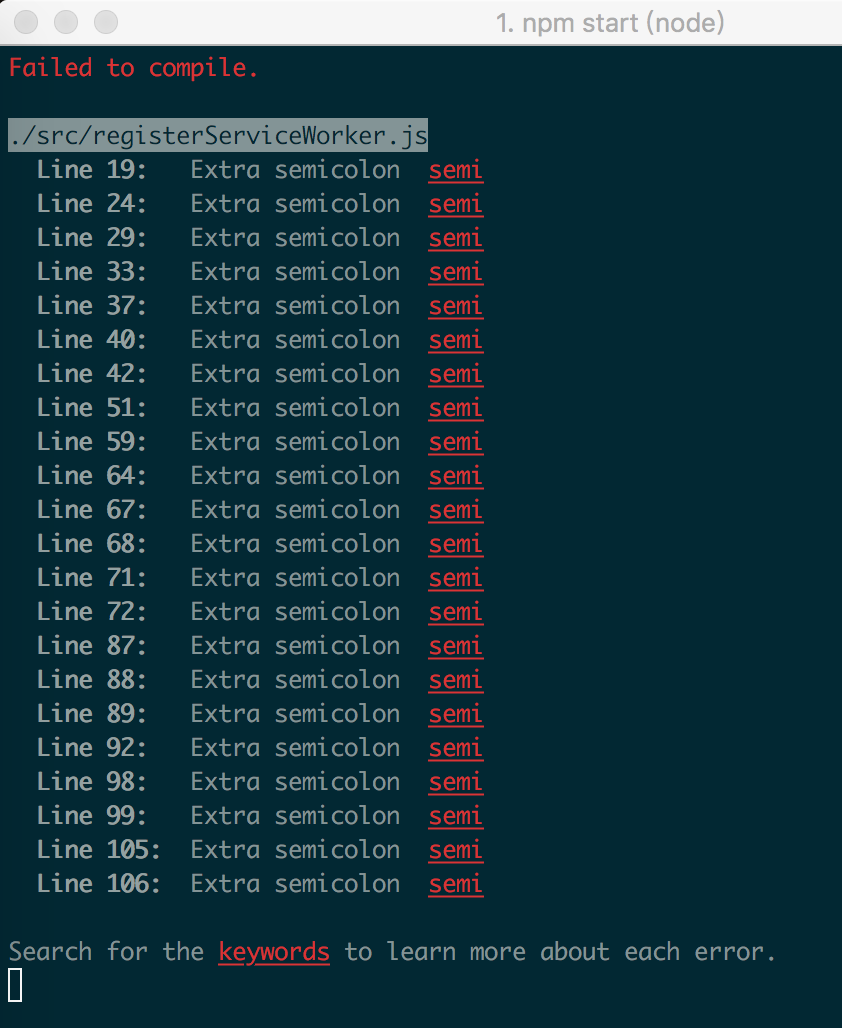 1. npm start (node)
Failed to compile.
./src/registerServiceWorker.js
Line 19: Extra semicolon semi
Line 24: Extra semicolon semi
Line 29: Extra semicolon semi
Line 33: Extra semicolon semi
Line 37: Extra semicolon semi
Line 40: Extra semicolon semi
Line 42: Extra semicolon semi
Line 51: Extra semicolon semi
Line 59: Extra semicolon semi
Line 64: Extra semicolon semi
Line 67: Extra semicolon semi
Line 68: Extra semicolon semi
Line 71: Extra semicolon semi
Line 72: Extra semicolon semi
Line 87: Extra semicolon semi
Line 88: Extra semicolon semi
Line 89: Extra semicolon semi
Line 92: Extra semicolon semi
Line 98: Extra semicolon semi
Line 99: Extra semicolon semi
Line 105: Extra semicolon semi
Line 106: Extra semicolon semi
Search for the keywords to learn more about each error.